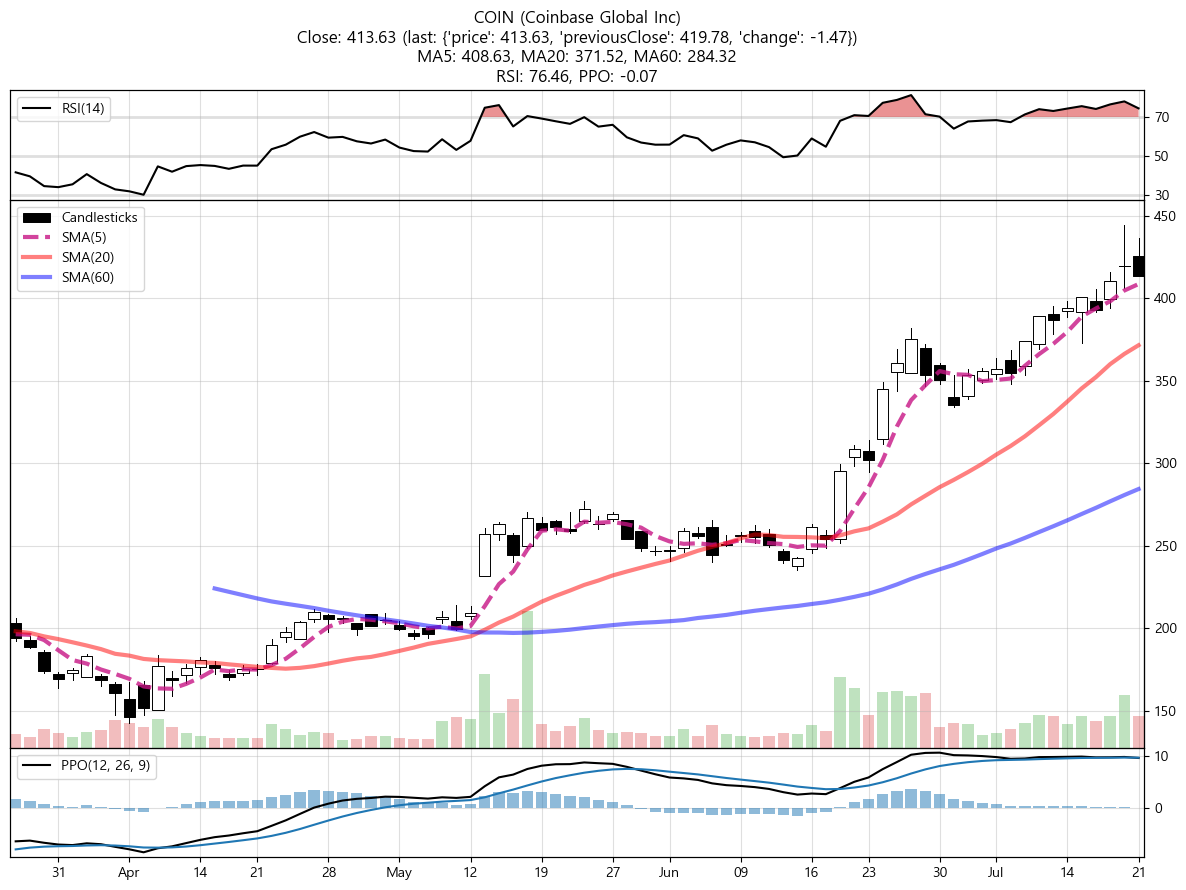 COIN (Coinbase Global Inc)
Close: 413.63 (last: {'price': 413.63, 'previousClose': 419.78, 'change': -1.47})
MA5: 408.63, MA20: 371.52, MA60: 284.32
RSI: 76.46, PPO: -0.07
RSI(14)
70
50
30
Candlesticks
SMA(5)
SMA(20)
SMA(60)
450
400
350
300
250
200
150
PPO(12, 26, 9)
10
0
31 Apr 14 21 28 May 12 19 27 Jun 09 16 23 30 Jul 14 21